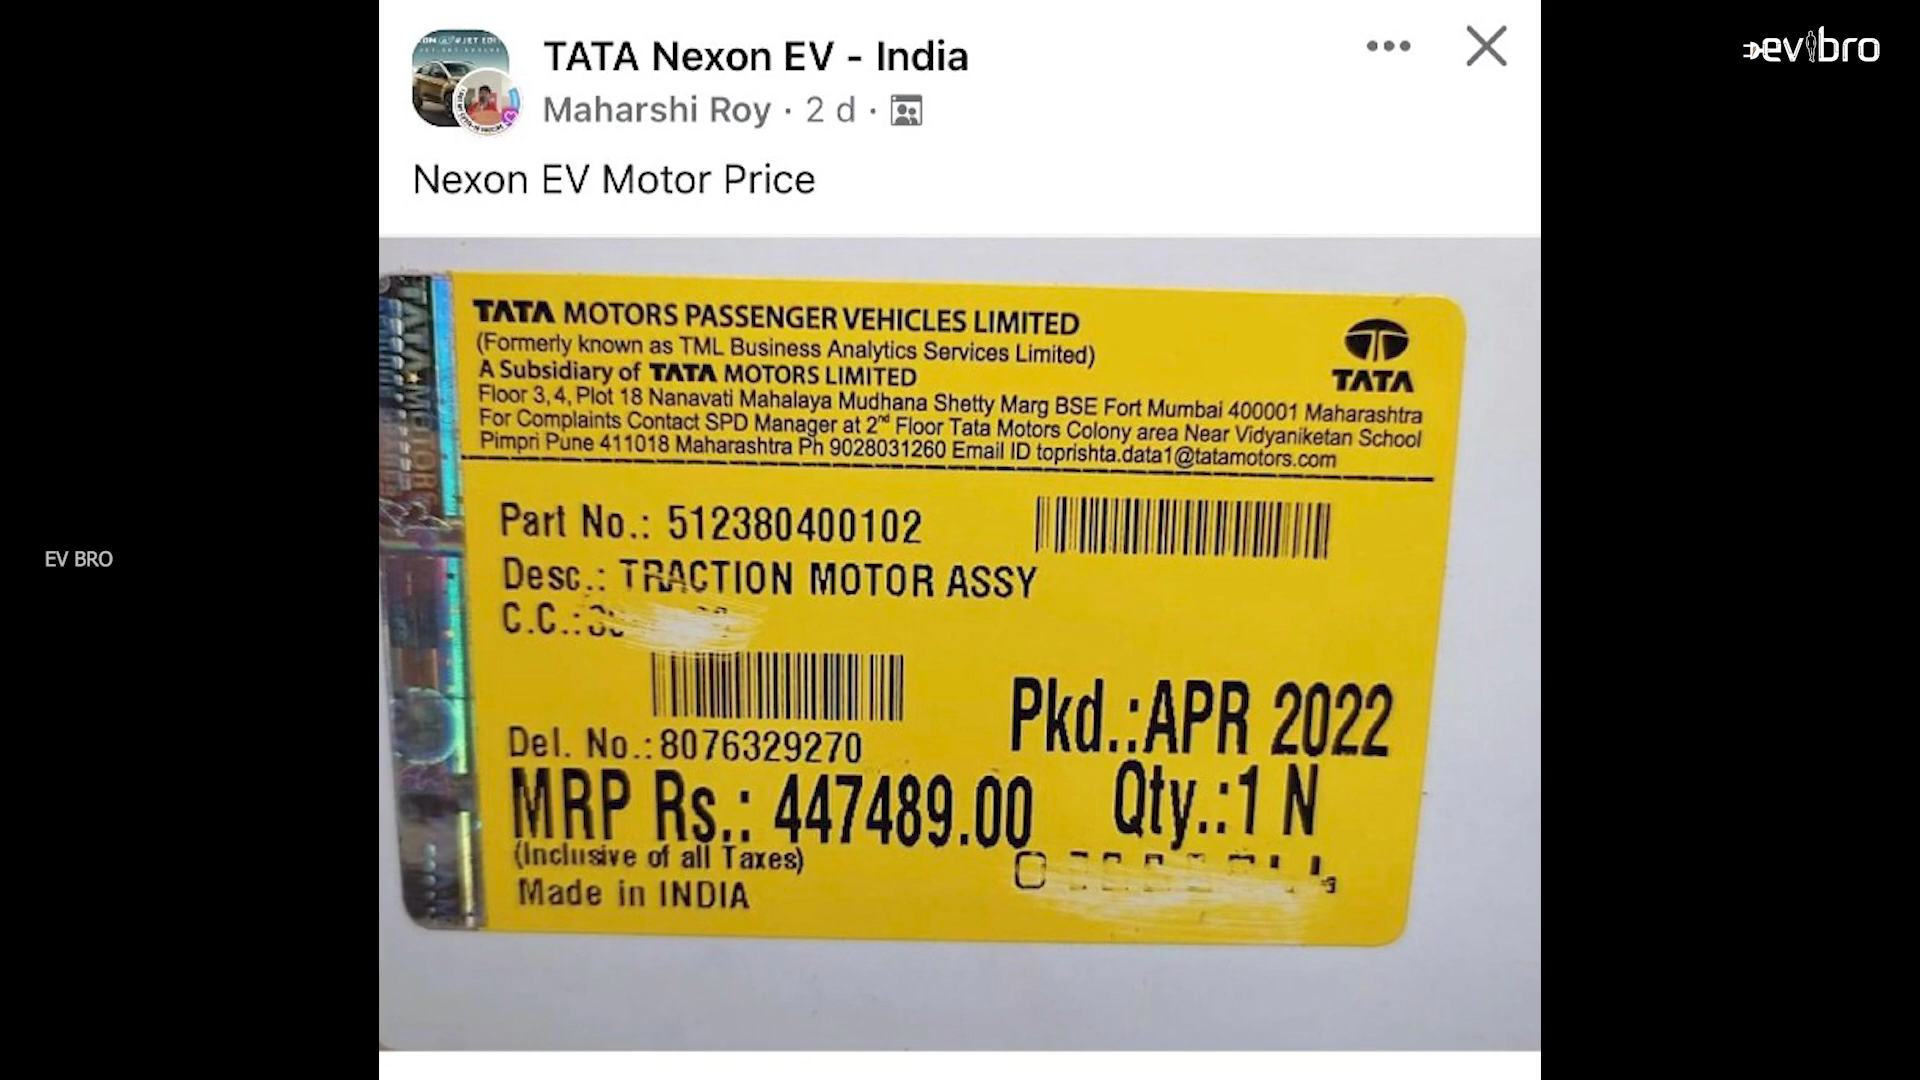 evbro
TATA Nexon EV - India
Maharshi Roy · 2 d ·
Nexon EV Motor Price
TATA MOTORS PASSENGER VEHICLES LIMITED
(Formerly known as TML Business Analytics Services Limited)
A Subsidiary of TATA MOTORS LIMITED
TATA
Floor 3, 4, Plot 18 Nanavati Mahalaya Mudhana Shetty Marg BSE Fort Mumbai 400001 Maharashtra
For Complaints Contact SPD Manager at 2nd Floor Tata Motors Colony area Near Vidyaniketan School
Pimpri Pune 411018 Maharashtra Ph 9028031260 Email ID toprishta.data1@tatamotors.com
Part No.: 512380400102
Desc.: TRACTION MOTOR ASSY
C.C.:
EV BRO
Pkd.:APR 2022
Del. No.:8076329270
MRP Rs.: 447489.00 Qty.:1 N
(Inclusive of all Taxes)
Made in INDIA